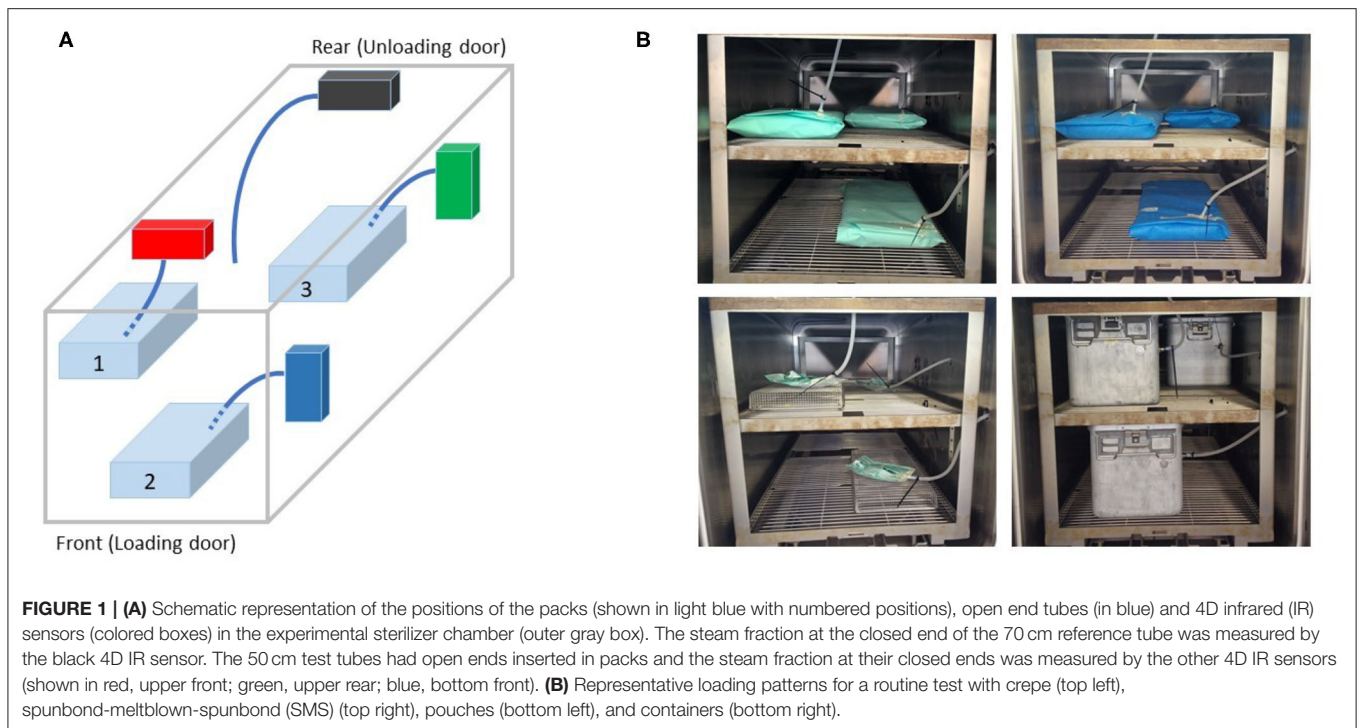 A
Rear (Unloading door)
3
1
2
Front (Loading door)
B
FIGURE 1 | (A) Schematic representation of the positions of the packs (shown in light blue with numbered positions), open end tubes (in blue) and 4D infrared (IR)
sensors (colored boxes) in the experimental sterilizer chamber (outer gray box). The steam fraction at the closed end of the 70 cm reference tube was measured by
the black 4D IR sensor. The 50 cm test tubes had open ends inserted in packs and the steam fraction at their closed ends was measured by the other 4D IR sensors
(shown in red, upper front; green, upper rear; blue, bottom front). (B) Representative loading patterns for a routine test with crepe (top left),
spunbond-meltblown-spunbond (SMS) (top right), pouches (bottom left), and containers (bottom right).